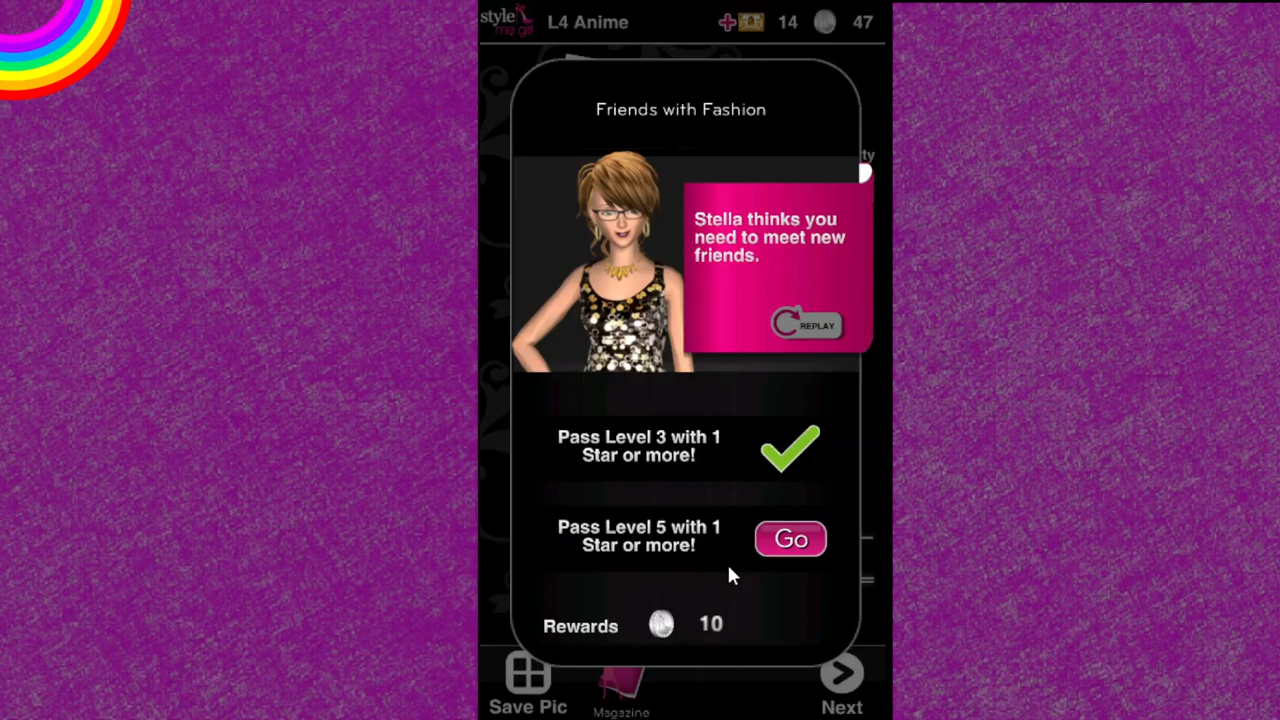 style
me girl
L4 Anime
14
47
Friends with Fashion
ty
Stella thinks you
need to meet new
friends.
REPLAY
Pass Level 3 with 1
Star or more!
Pass Level 5 with 1
Star or more!
Go
Rewards
10
Save Pic
Magazine
Next